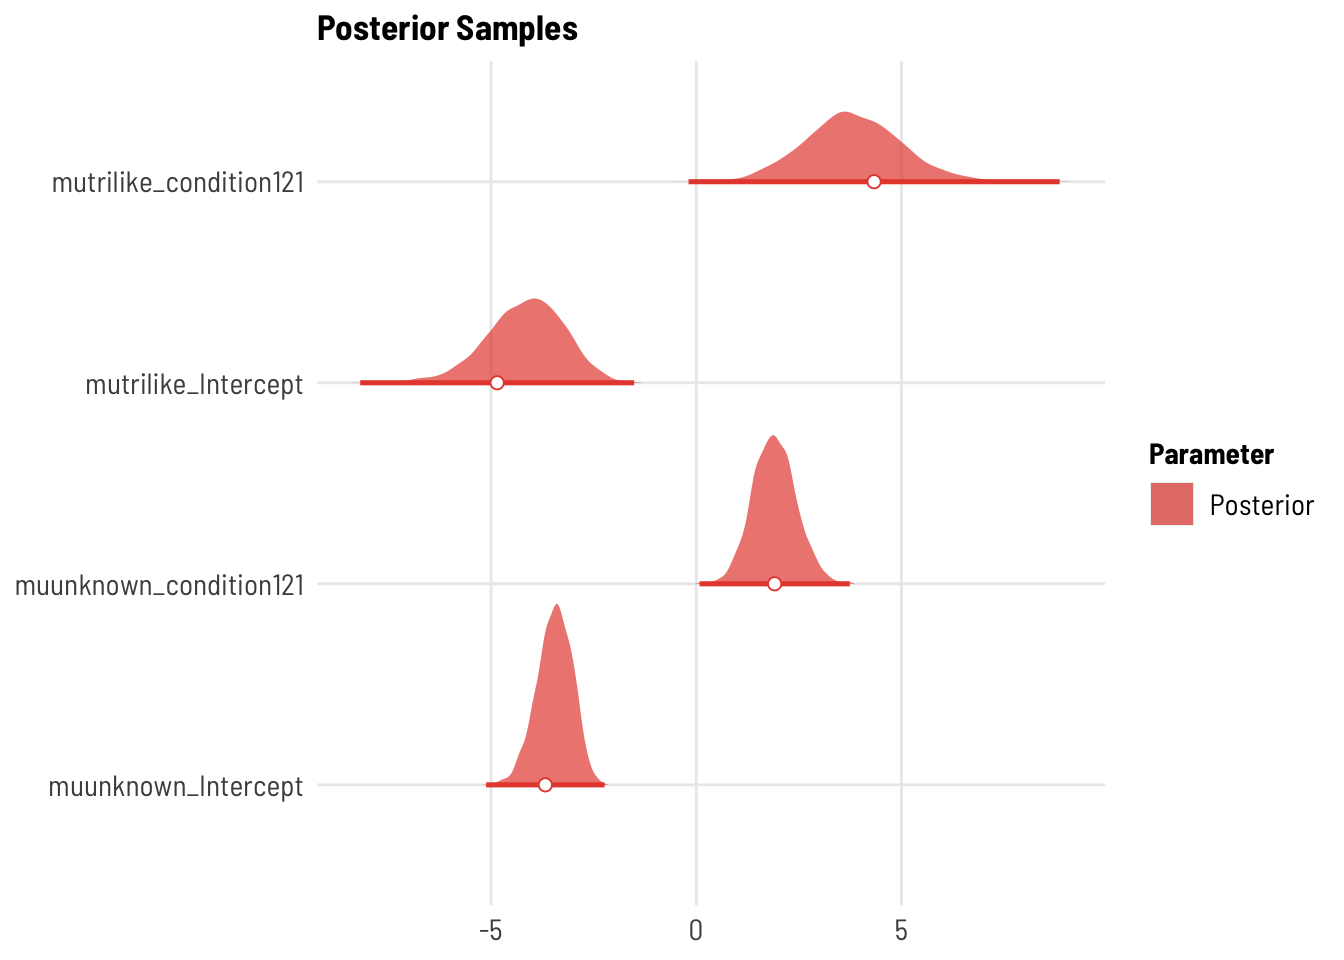 Posterior Samples
mutrilike_condition121
mutrilike_Intercept
muunknown_condition121
muunknown_Intercept
-5
0
5
Parameter
Posterior